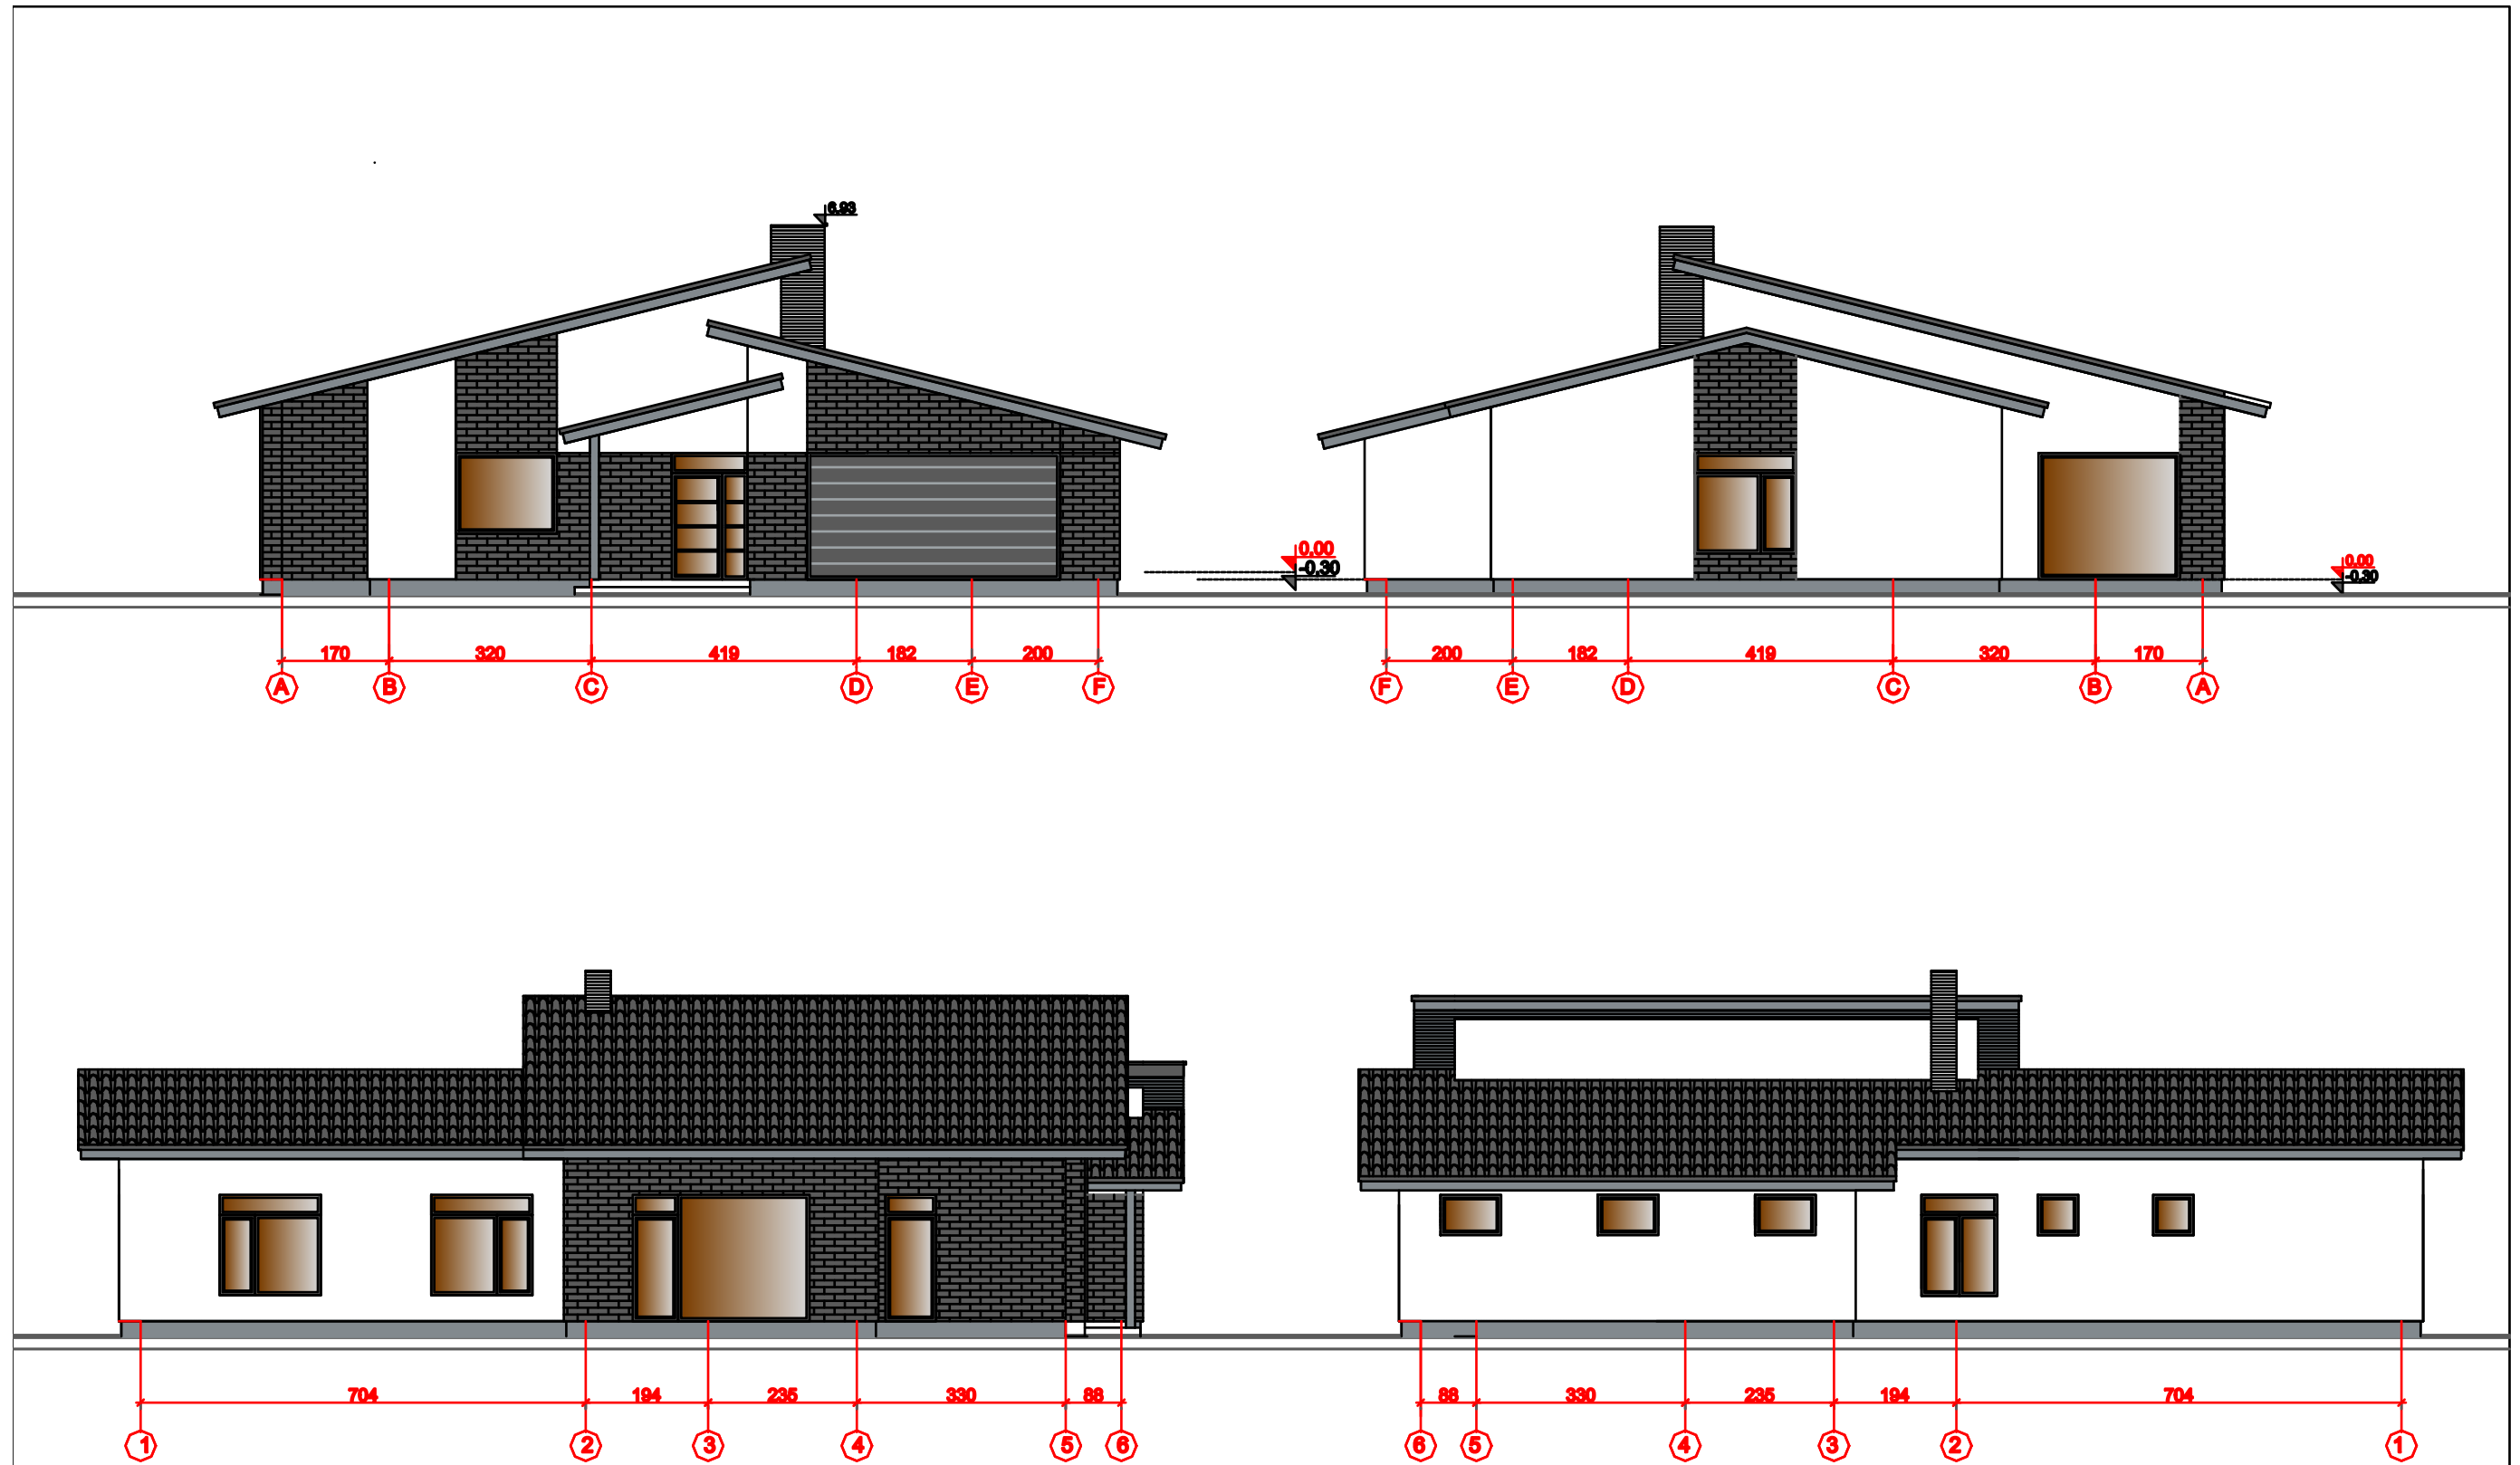 6.93
0.00
-0.30
0.00
-0.30
170 320 419 182 200
A B C D E F
200 182 419 320 170
F E D C B A
704 194 235 330 88
1 2 3 4 5 6
88 330 235 194 704
6 5 4 3 2 1